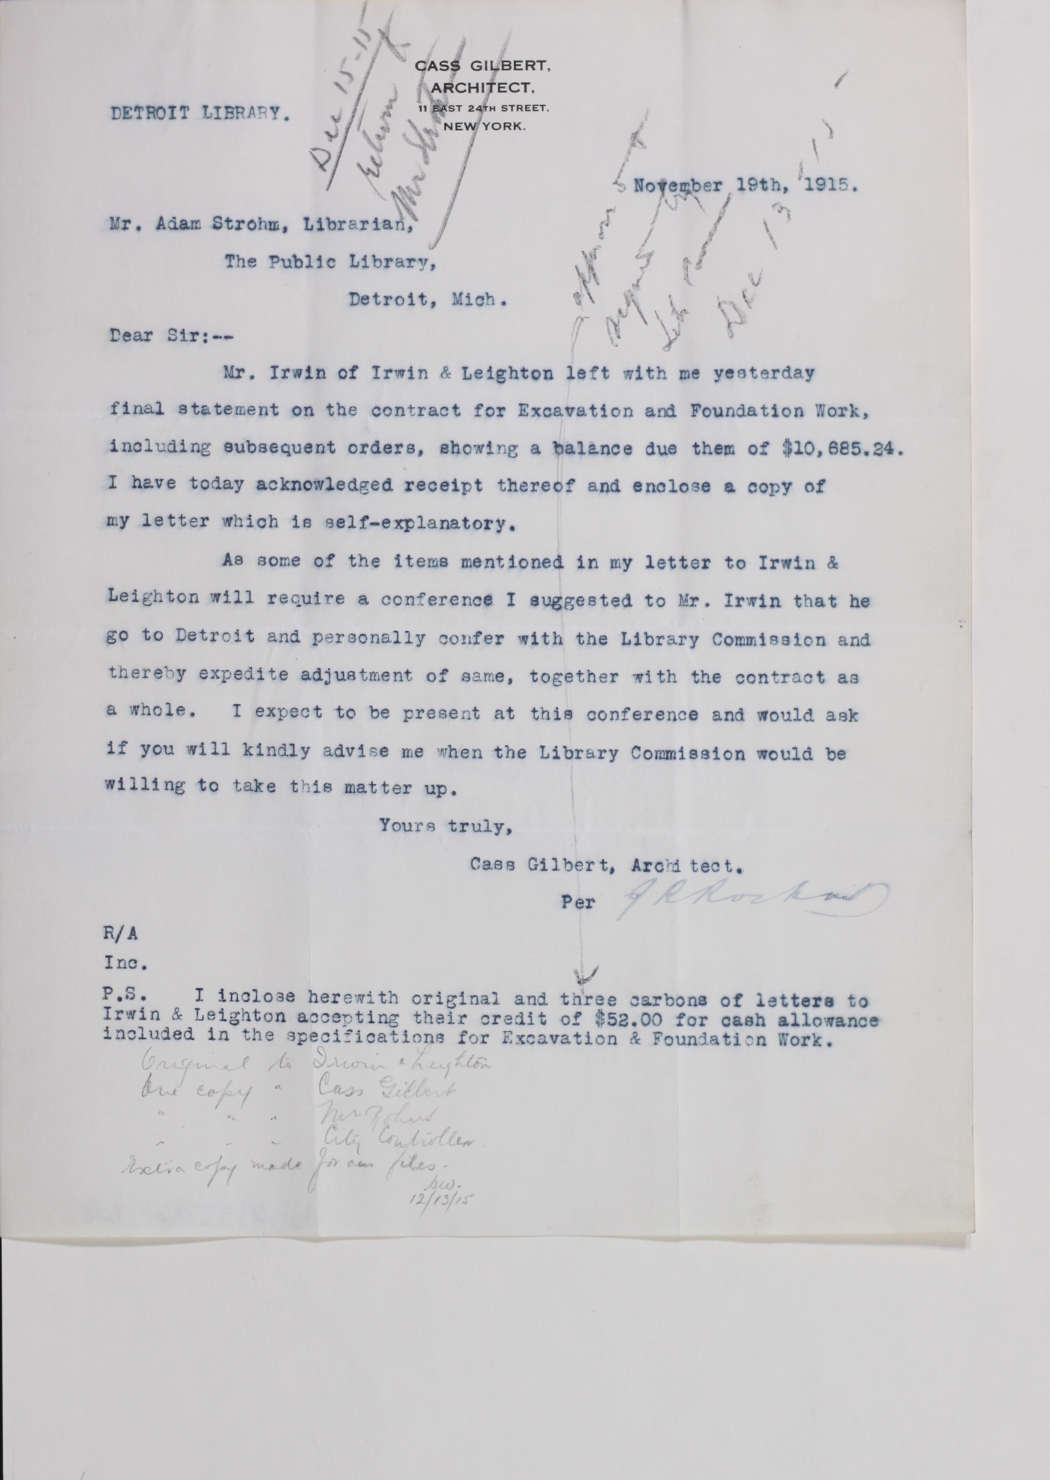 CASS GILBERT,
ARCHITECT,
11 EAST 24TH STREET,
NEW YORK.
DETROIT LIBRARY.
Dec 15-15
return to
Mr Strohm
approved &
signed by
Lib
Dec 13 '15
November 19th, 1915.
Mr. Adam Strohm, Librarian,
The Public Library,
Detroit, Mich.
Dear Sir:--
Mr. Irwin of Irwin & Leighton left with me yesterday
final statement on the contract for Excavation and Foundation Work,
including subsequent orders, showing a balance due them of $10,685.24.
I have today acknowledged receipt thereof and enclose a copy of
my letter which is self-explanatory.
As some of the items mentioned in my letter to Irwin &
Leighton will require a conference I suggested to Mr. Irwin that he
go to Detroit and personally confer with the Library Commission and
thereby expedite adjustment of same, together with the contract as
a whole. I expect to be present at this conference and would ask
if you will kindly advise me when the Library Commission would be
willing to take this matter up.
Yours truly,
Cass Gilbert, Architect.
Per
R/A
Inc.
P.S. I inclose herewith original and three carbons of letters to
Irwin & Leighton accepting their credit of $52.00 for cash allowance
included in the specifications for Excavation & Foundation Work.
Original to Irwin & Leighton
One copy " Cass Gilbert
" " " Mr
" " " City Controller
Extra copy made for our files.
12/13/15